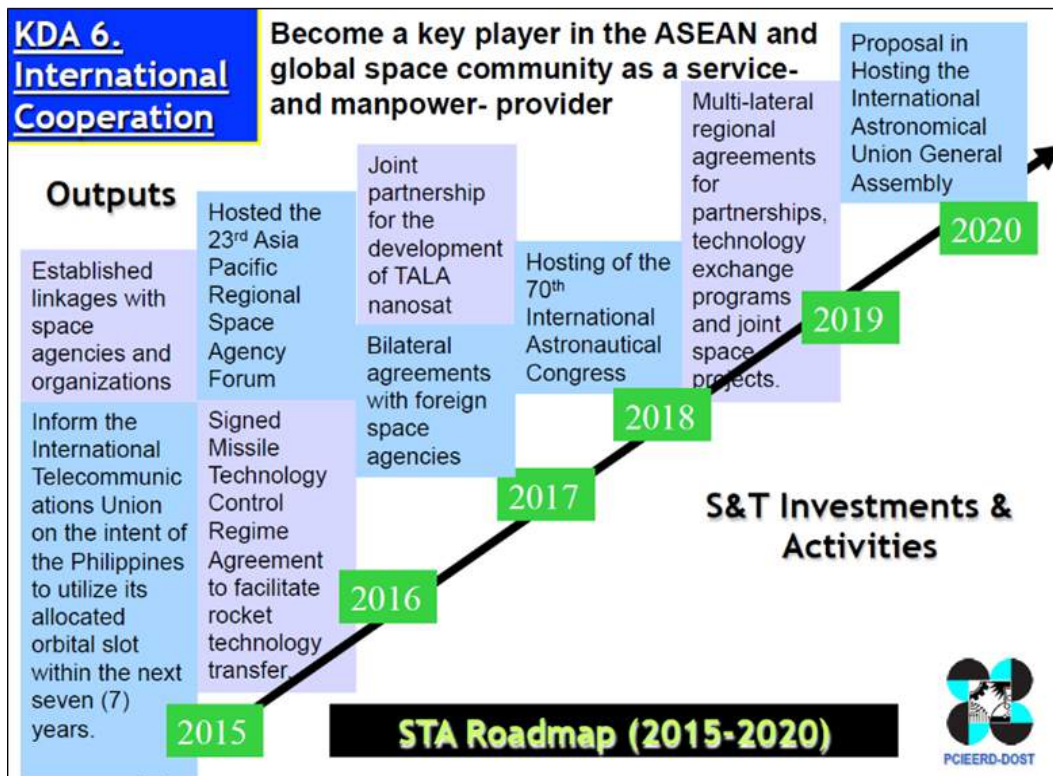 KDA 6.
International
Cooperation
Become a key player in the ASEAN and
global space community as a service-
and manpower- provider
Outputs
Established
linkages with
space
agencies and
organizations
Inform the
International
Telecommunic
ations Union
on the intent of
the Philippines
to utilize its
allocated
orbital slot
within the next
seven (7)
years.
2015
Hosted the
23rd Asia
Pacific
Regional
Space
Agency
Forum
Signed
Missile
Technology
Control
Regime
Agreement
to facilitate
rocket
technology
transfer.
2016
Joint
partnership
for the
development
of TALA
nanosat
Bilateral
agreements
with foreign
space
agencies
2017
Hosting of the
70th
International
Astronautical
Congress
2018
Multi-lateral
regional
agreements
for
partnerships,
technology
exchange
programs
and joint
space
projects.
2019
Proposal in
Hosting the
International
Astronomical
Union General
Assembly
2020
S&T Investments &
Activities
STA Roadmap (2015-2020)
PCIEERD-DOST